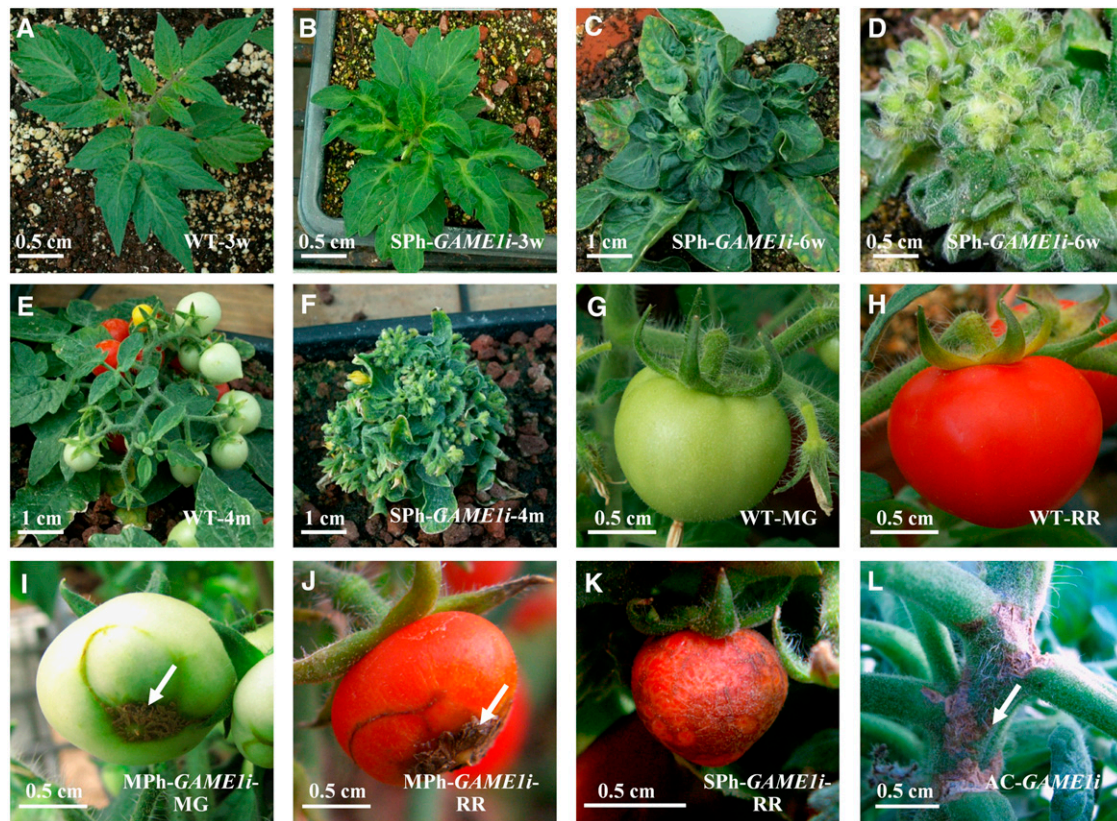 A
0.5 cm
WT-3w
B
0.5 cm
SPh-GAME1i-3w
C
1 cm
SPh-GAME1i-6w
D
0.5 cm
SPh-GAME1i-6w
E
1 cm
WT-4m
F
1 cm
SPh-GAME1i-4m
G
0.5 cm
WT-MG
H
0.5 cm
WT-RR
I
0.5 cm
MPh-GAME1i-
MG
J
0.5 cm
MPh-GAME1i-
RR
K
0.5 cm
SPh-GAME1i-
RR
L
0.5 cm
AC-GAME1i